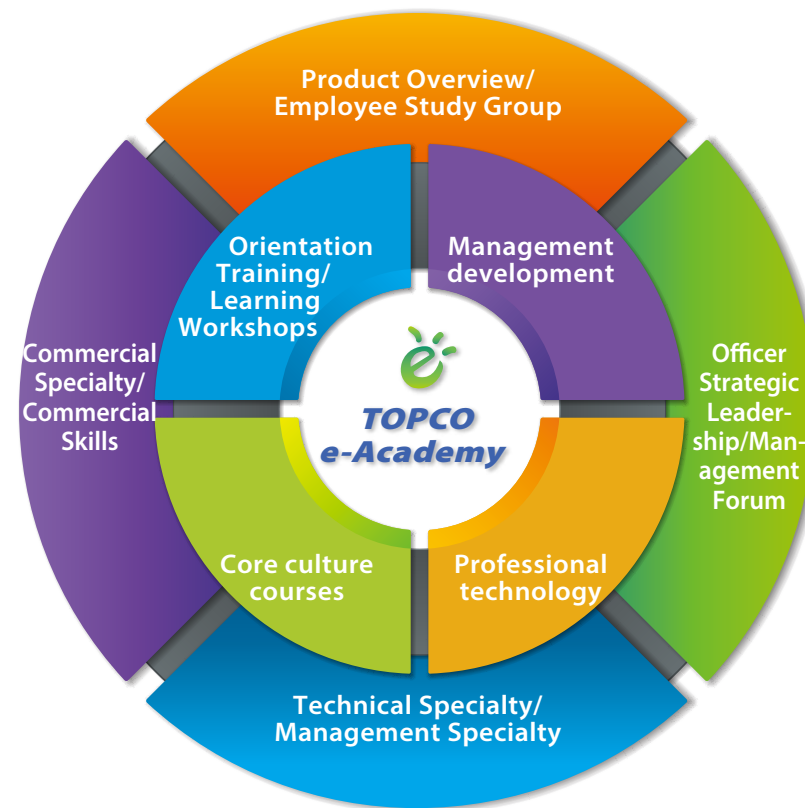 Product Overview/
Employee Study Group
Orientation
Training/
Learning
Workshops
Management
development
Commercial
Specialty/
Commercial
Skills
TOPCO
e-Academy
Officer
Strategic
Leader-
ship/Man-
agement
Forum
Core culture
courses
Professional
technology
Technical Specialty/
Management Specialty